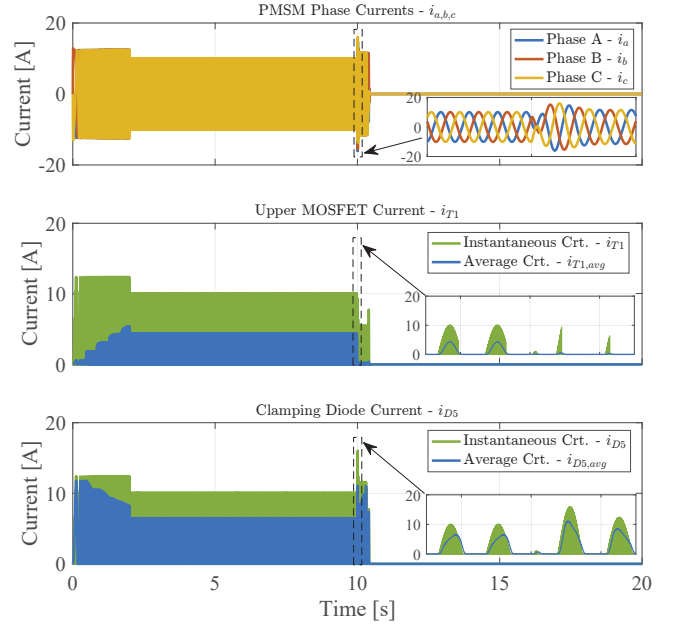 PMSM Phase Currents - i_{a,b,c}
20
0
-20
Current [A]
Phase A - i_a
Phase B - i_b
Phase C - i_c
20
0
-20
Upper MOSFET Current - i_{T1}
20
10
0
Current [A]
Instantaneous Crt. - i_{T1}
Average Crt. - i_{T1,avg}
20
10
0
Clamping Diode Current - i_{D5}
20
10
0
Current [A]
Instantaneous Crt. - i_{D5}
Average Crt. - i_{D5,avg}
20
10
0
0 5 10 15 20
Time [s]